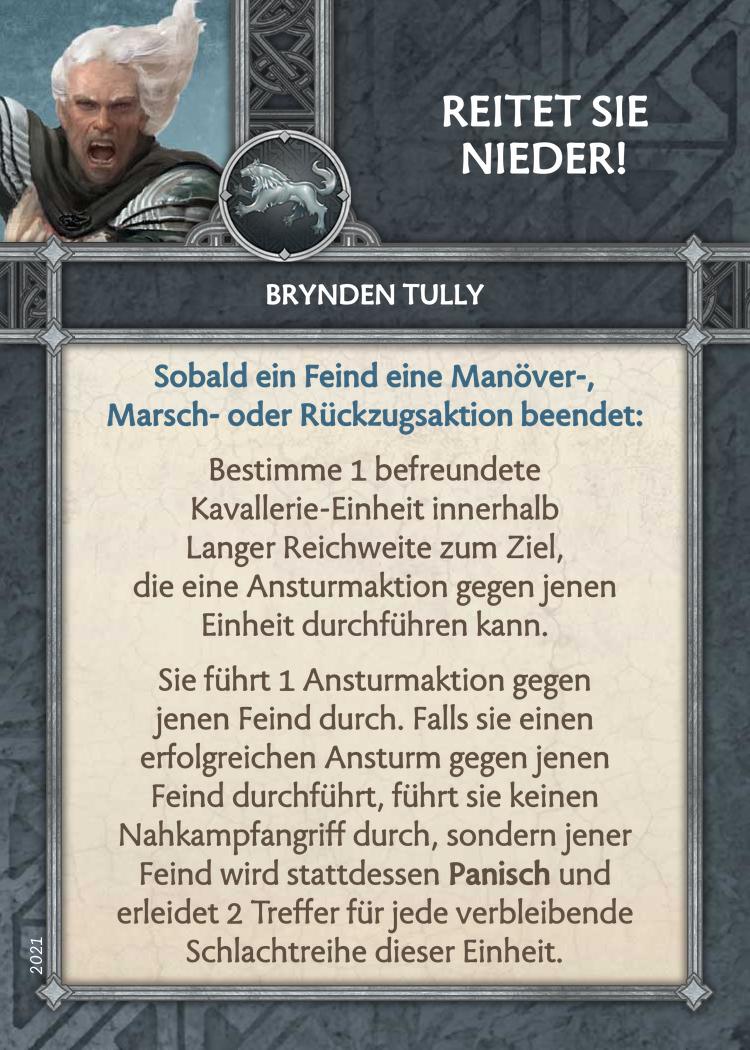 REITET SIE
NIEDER!
BRYNDEN TULLY
Sobald ein Feind eine Manöver-,
Marsch- oder Rückzugsaktion beendet:
Bestimme 1 befreundete
Kavallerie-Einheit innerhalb
Langer Reichweite zum Ziel,
die eine Ansturmaktion gegen jenen
Einheit durchführen kann.
Sie führt 1 Ansturmaktion gegen
jenen Feind durch. Falls sie einen
erfolgreichen Ansturm gegen jenen
Feind durchführt, führt sie keinen
Nahkampfangriff durch, sondern jener
Feind wird stattdessen Panisch und
erleidet 2 Treffer für jede verbleibende
Schlachtreihe dieser Einheit.
2021